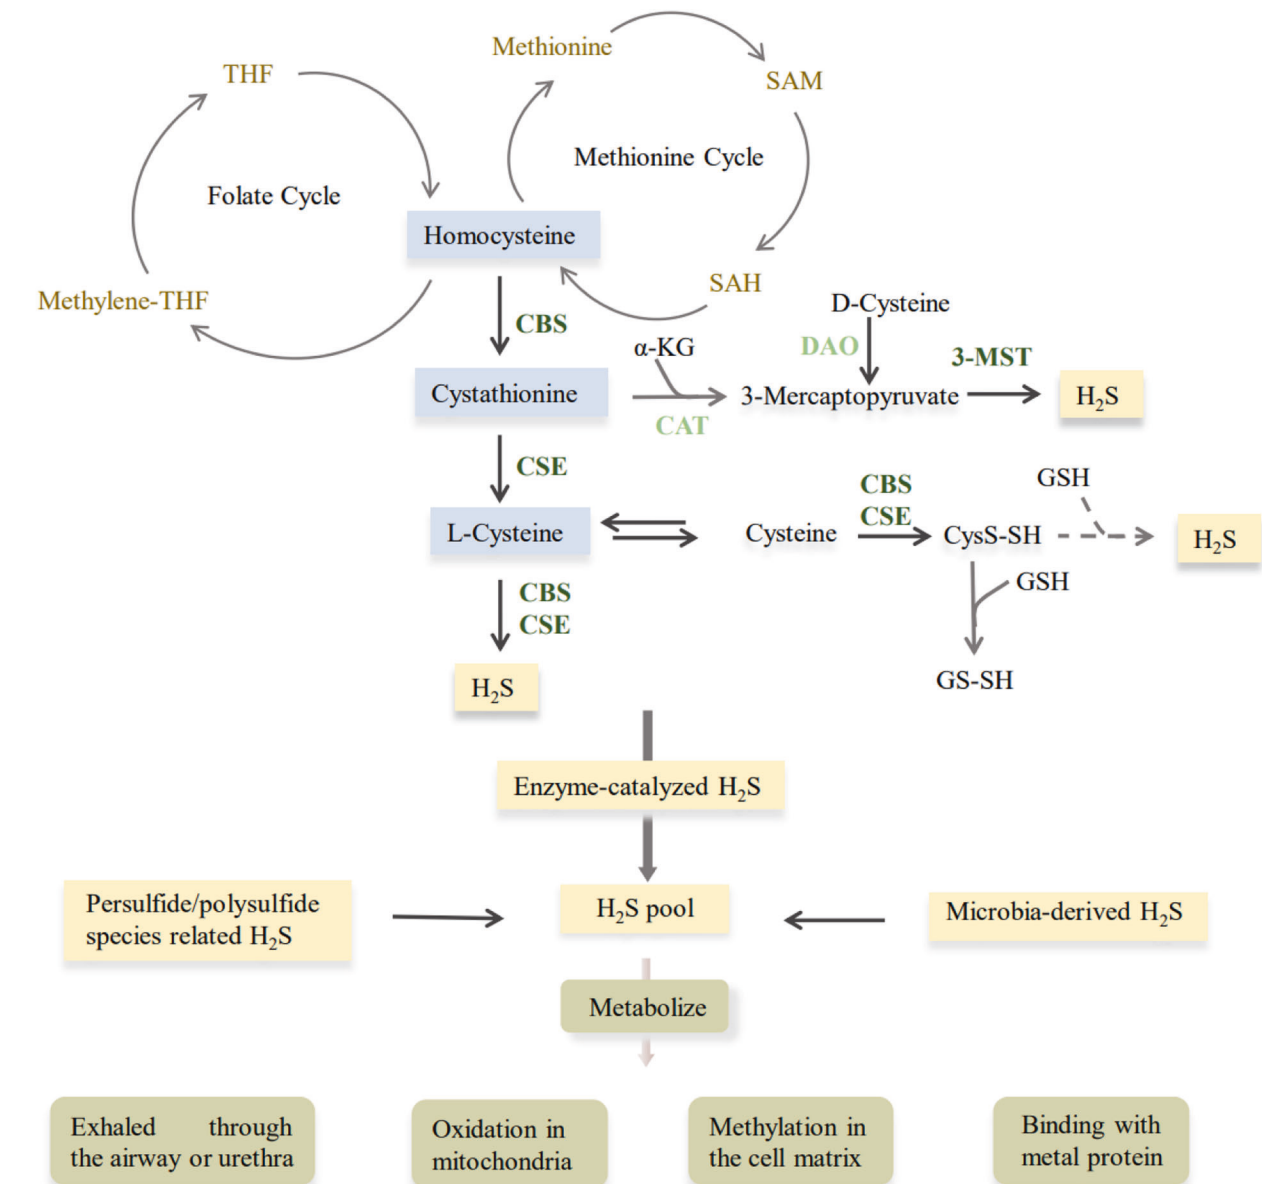 Methionine
THF
SAM
Methionine Cycle
Folate Cycle
Homocysteine
SAH
Methylene-THF
D-Cysteine
CBS
α-KG
DAO
3-MST
Cystathionine
3-Mercaptopyruvate
H₂S
CAT
CSE
GSH
CBS
CSE
L-Cysteine
Cysteine
CysS-SH
H₂S
GSH
CBS
CSE
H₂S
GS-SH
Enzyme-catalyzed H₂S
Persulfide/polysulfide
species related H₂S
H₂S pool
Microbia-derived H₂S
Metabolize
Exhaled through
the airway or urethra
Oxidation in
mitochondria
Methylation in
the cell matrix
Binding with
metal protein